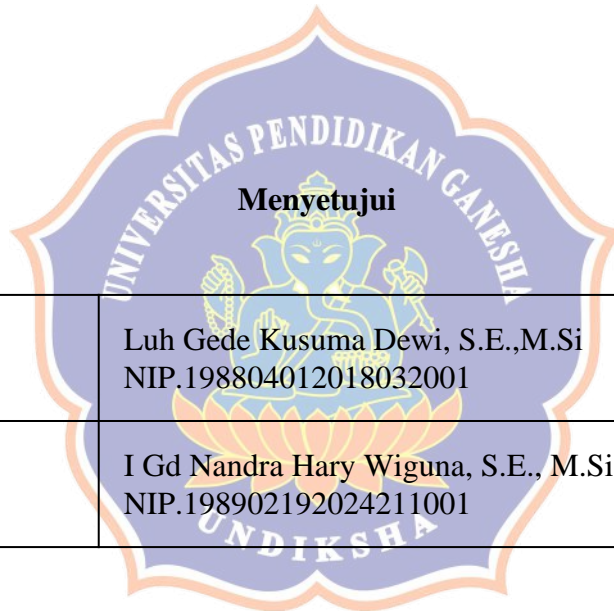 UNIVERSITAS PENDIDIKAN GANESHA
Menyetujui
Luh Gede Kusuma Dewi, S.E.,M.Si
NIP.198804012018032001
I Gd Nandra Hary Wiguna, S.E., M.Si
NIP.198902192024211001
UNDIKSHA